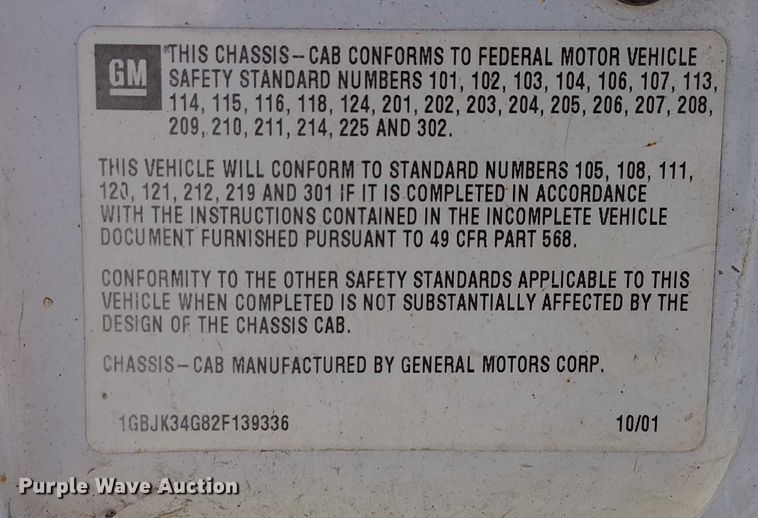 GM
THIS CHASSIS-CAB CONFORMS TO FEDERAL MOTOR VEHICLE
SAFETY STANDARD NUMBERS 101, 102, 103, 104, 106, 107, 113,
114, 115, 116, 118, 124, 201, 202, 203, 204, 205, 206, 207, 208,
209, 210, 211, 214, 225 AND 302.
THIS VEHICLE WILL CONFORM TO STANDARD NUMBERS 105, 108, 111,
120, 121, 212, 219 AND 301 IF IT IS COMPLETED IN ACCORDANCE
WITH THE INSTRUCTIONS CONTAINED IN THE INCOMPLETE VEHICLE
DOCUMENT FURNISHED PURSUANT TO 49 CFR PART 568.
CONFORMITY TO THE OTHER SAFETY STANDARDS APPLICABLE TO THIS
VEHICLE WHEN COMPLETED IS NOT SUBSTANTIALLY AFFECTED BY THE
DESIGN OF THE CHASSIS CAB.
CHASSIS-CAB MANUFACTURED BY GENERAL MOTORS CORP.
1GBJK34G82F139336 10/01
Purple Wave Auction